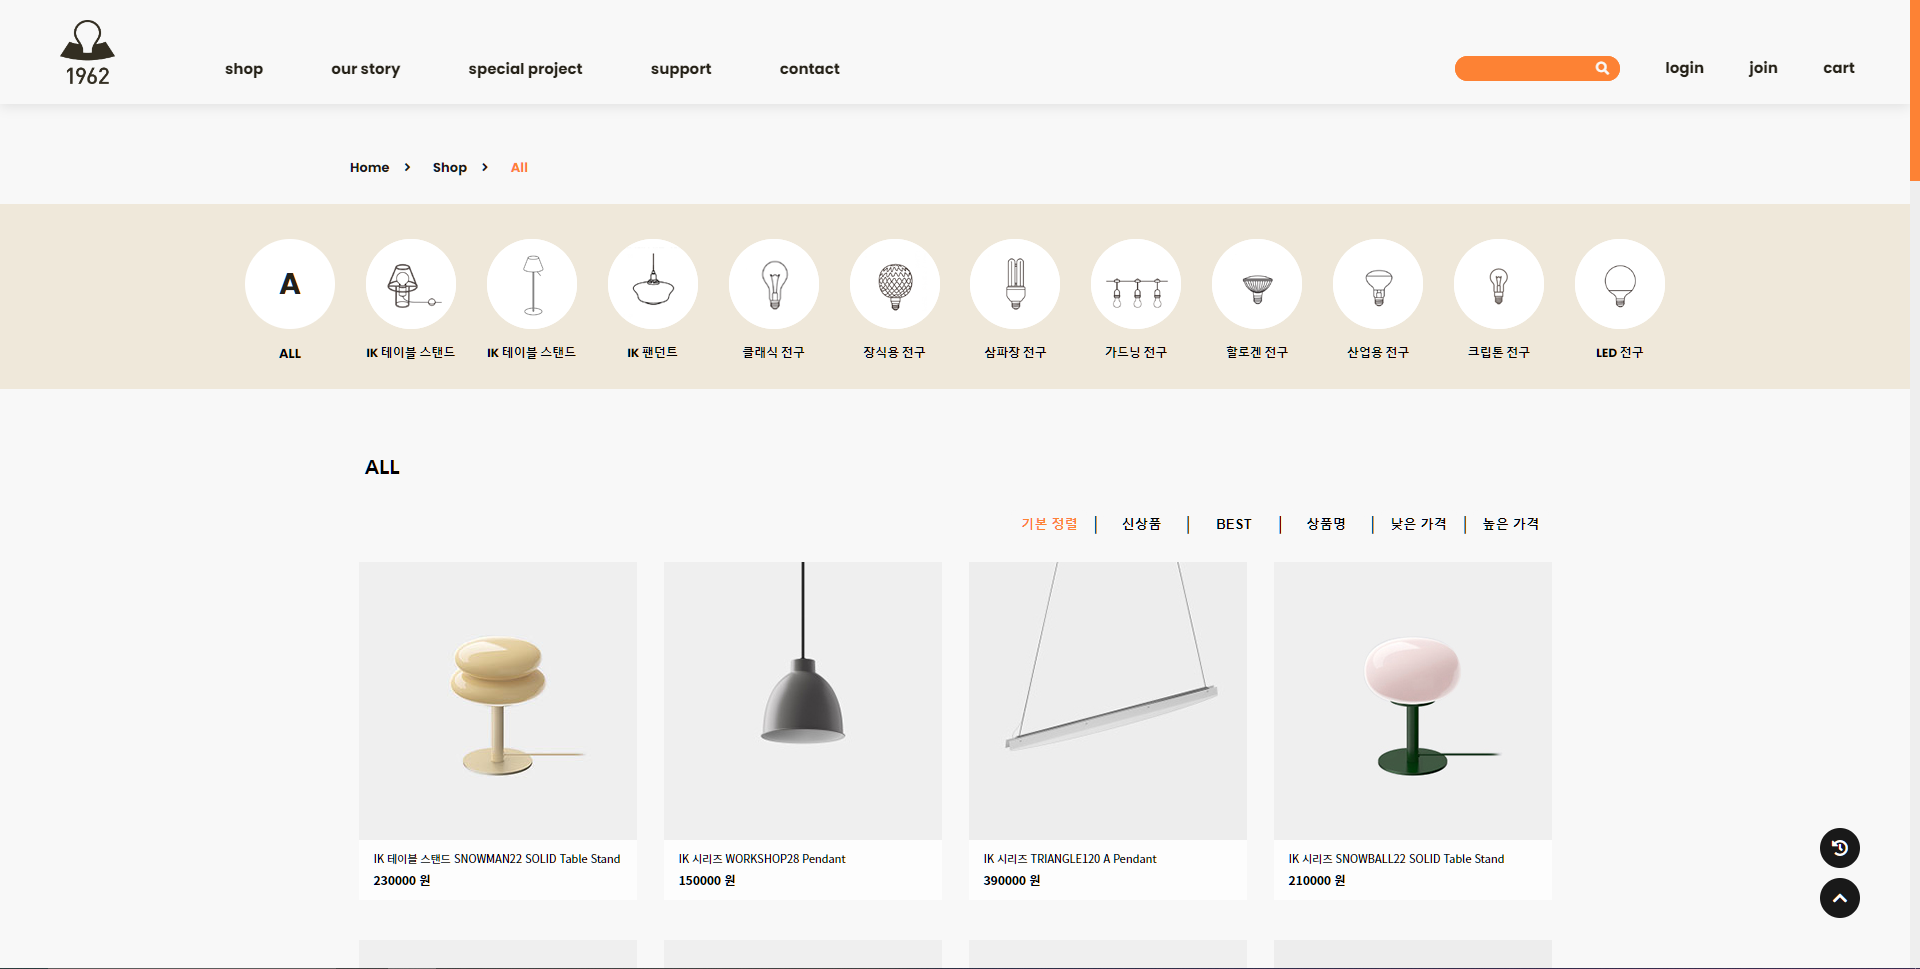 1962
shop our story special project support contact
login join cart
Home > Shop > All
A
ALL IK 테이블 스탠드 IK 테이블 스탠드 IK 팬던트 클래식 전구 장식용 전구 삼파장 전구 가드닝 전구 할로겐 전구 산업용 전구 크립톤 전구 LED 전구
ALL
기본 정렬 | 신상품 | BEST | 상품명 | 낮은 가격 | 높은 가격
IK 테이블 스탠드 SNOWMAN22 SOLID Table Stand
230000 원
IK 시리즈 WORKSHOP28 Pendant
150000 원
IK 시리즈 TRIANGLE120 A Pendant
390000 원
IK 시리즈 SNOWBALL22 SOLID Table Stand
210000 원